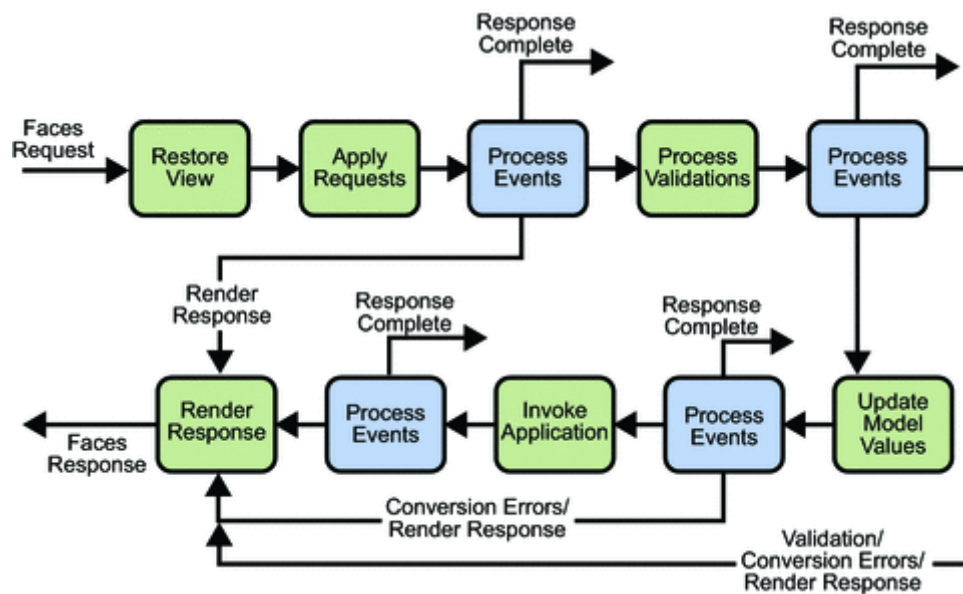 Response
Complete
Response
Complete
Faces
Request
Restore
View
Apply
Requests
Process
Events
Process
Validations
Process
Events
Render
Response
Response
Complete
Response
Complete
Render
Response
Process
Events
Invoke
Application
Process
Events
Update
Model
Values
Faces
Response
Conversion Errors/
Render Response
Validation/
Conversion Errors/
Render Response